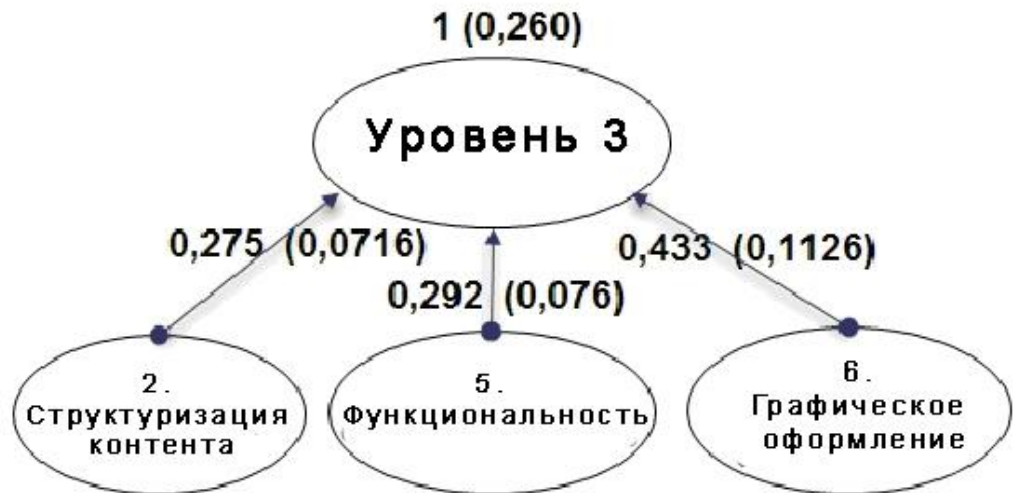 1 (0,260)
Уровень 3
0,275 (0,0716)
0,433 (0,1126)
0,292 (0,076)
2.
Структуризация
контента
5.
Функциональность
6.
Графическое
оформление